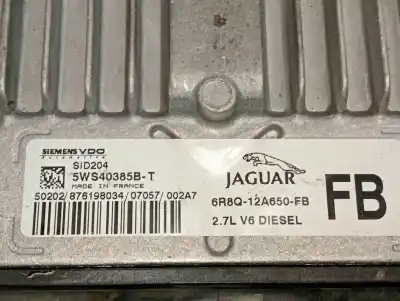 SIEMENS VDO
Automotive
SID204
5WS40385B-T
MADE IN FRANCE
50202/876198034/07057/002A7
JAGUAR
6R8Q-12A650-FB
2.7L V6 DIESEL
FB